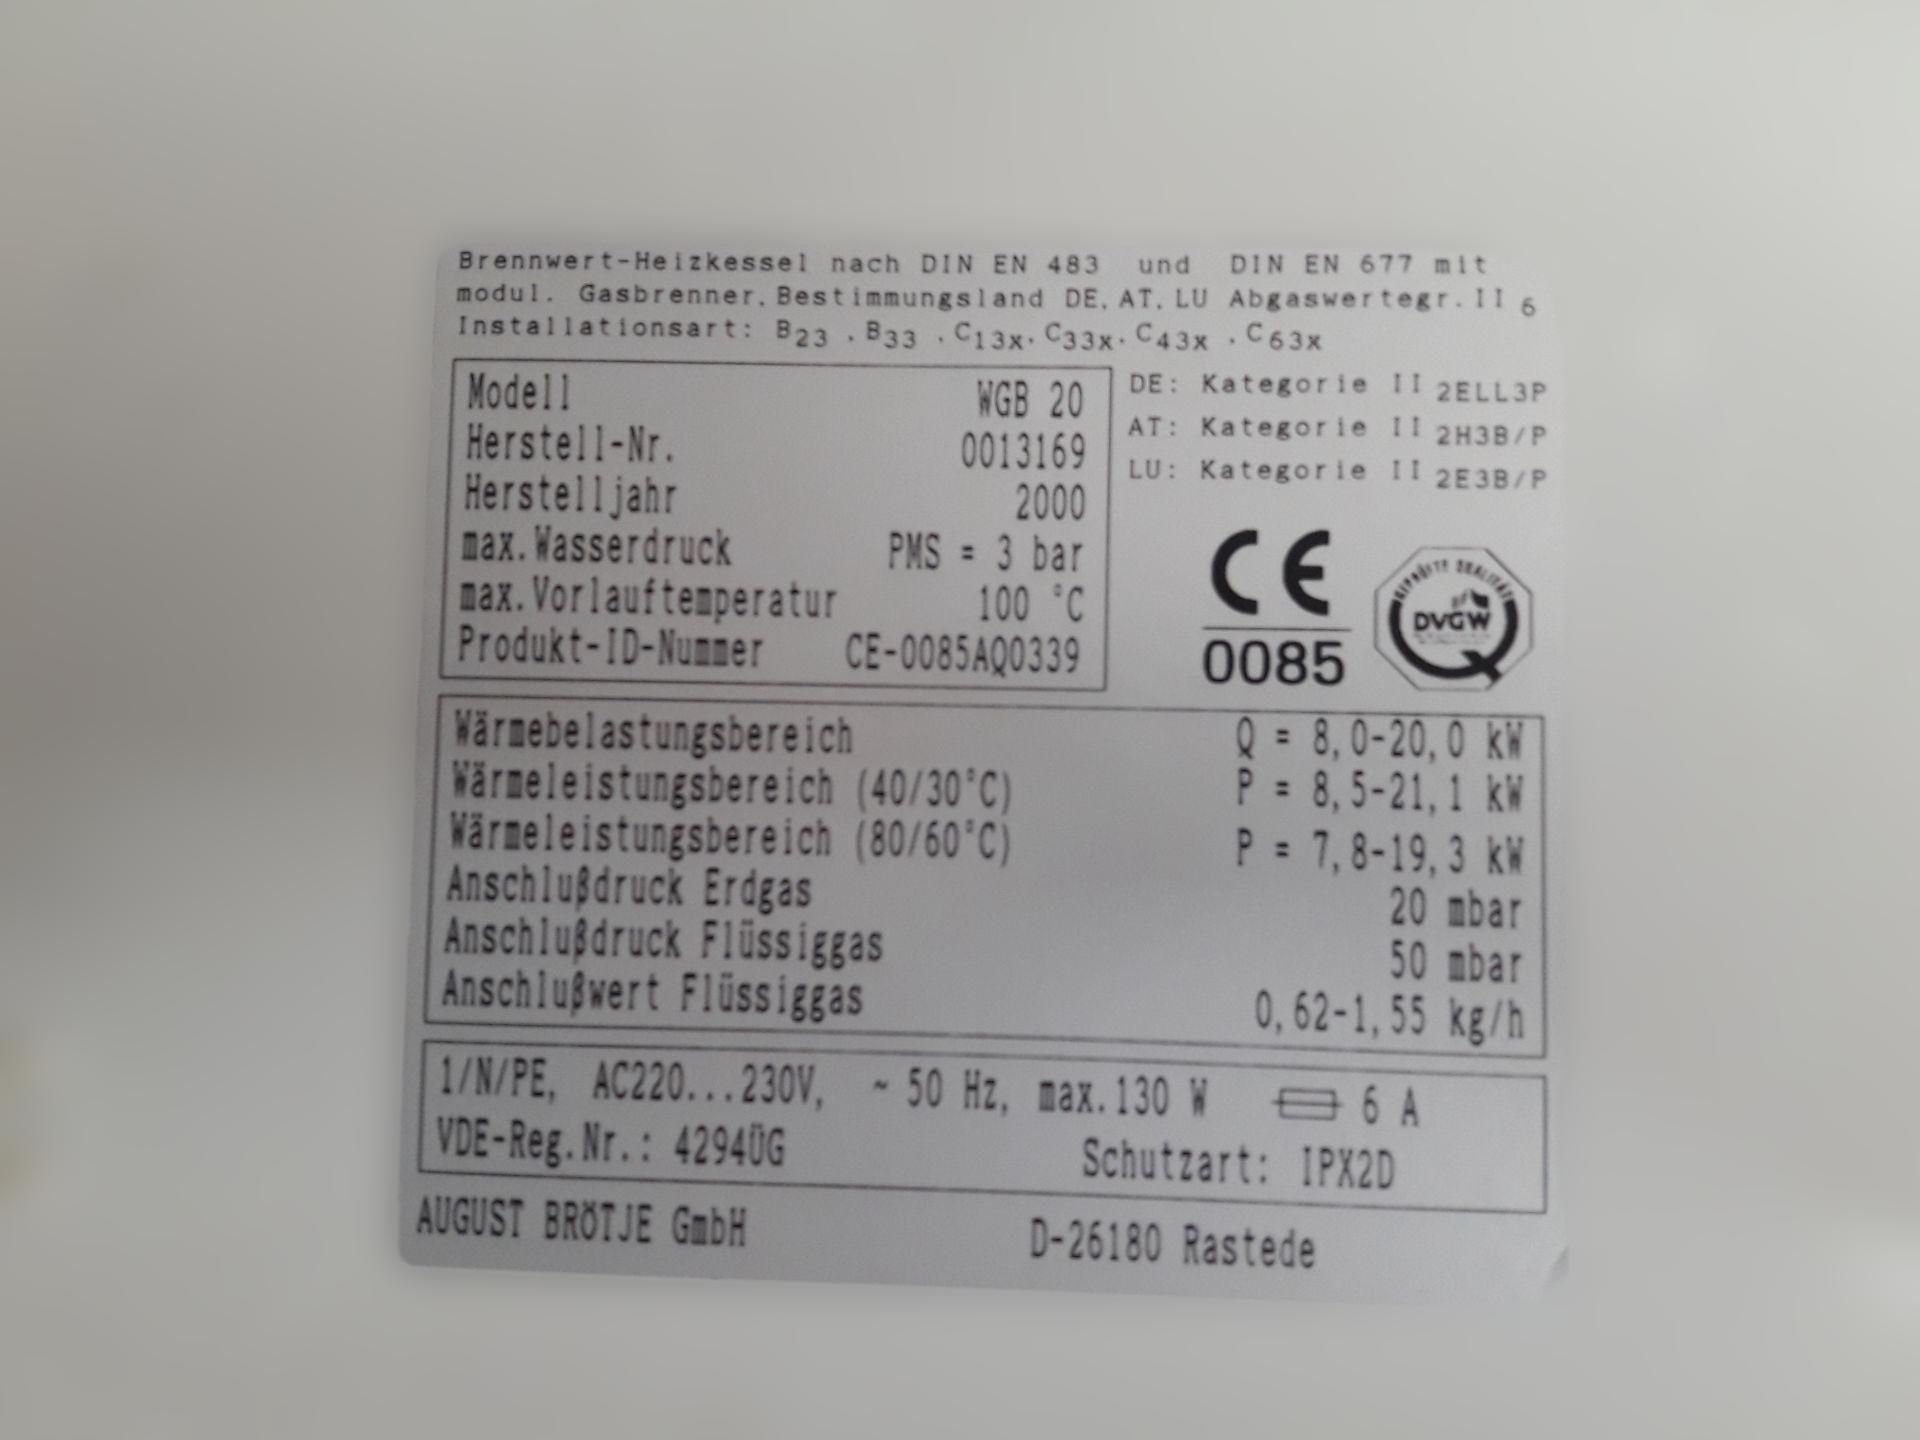 Brennwert-Heizkessel nach DIN EN 483 und DIN EN 677 mit
modul. Gasbrenner, Bestimmungsland DE, AT, LU Abgaswertegr. II 6
Installationsart: B23 , B33 , C13x, C33x, C43x , C63x
Modell WGB 20
Herstell-Nr. 0013169
Herstelljahr 2000
max.Wasserdruck PMS = 3 bar
max.Vorlauftemperatur 100 °C
Produkt-ID-Nummer CE-0085AQ0339
DE: Kategorie II 2ELL3P
AT: Kategorie II 2H3B/P
LU: Kategorie II 2E3B/P
CE
0085
GEPRÜFTE QUALITÄT
DVGW
Wärmebelastungsbereich Q = 8,0-20,0 kW
Wärmeleistungsbereich (40/30°C) P = 8,5-21,1 kW
Wärmeleistungsbereich (80/60°C) P = 7,8-19,3 kW
Anschlußdruck Erdgas 20 mbar
Anschlußdruck Flüssiggas 50 mbar
Anschlußwert Flüssiggas 0,62-1,55 kg/h
1/N/PE, AC220...230V, ~ 50 Hz, max.130 W 6 A
VDE-Reg.Nr.: 4294ÜG Schutzart: IPX2D
AUGUST BRÖTJE GmbH D-26180 Rastede